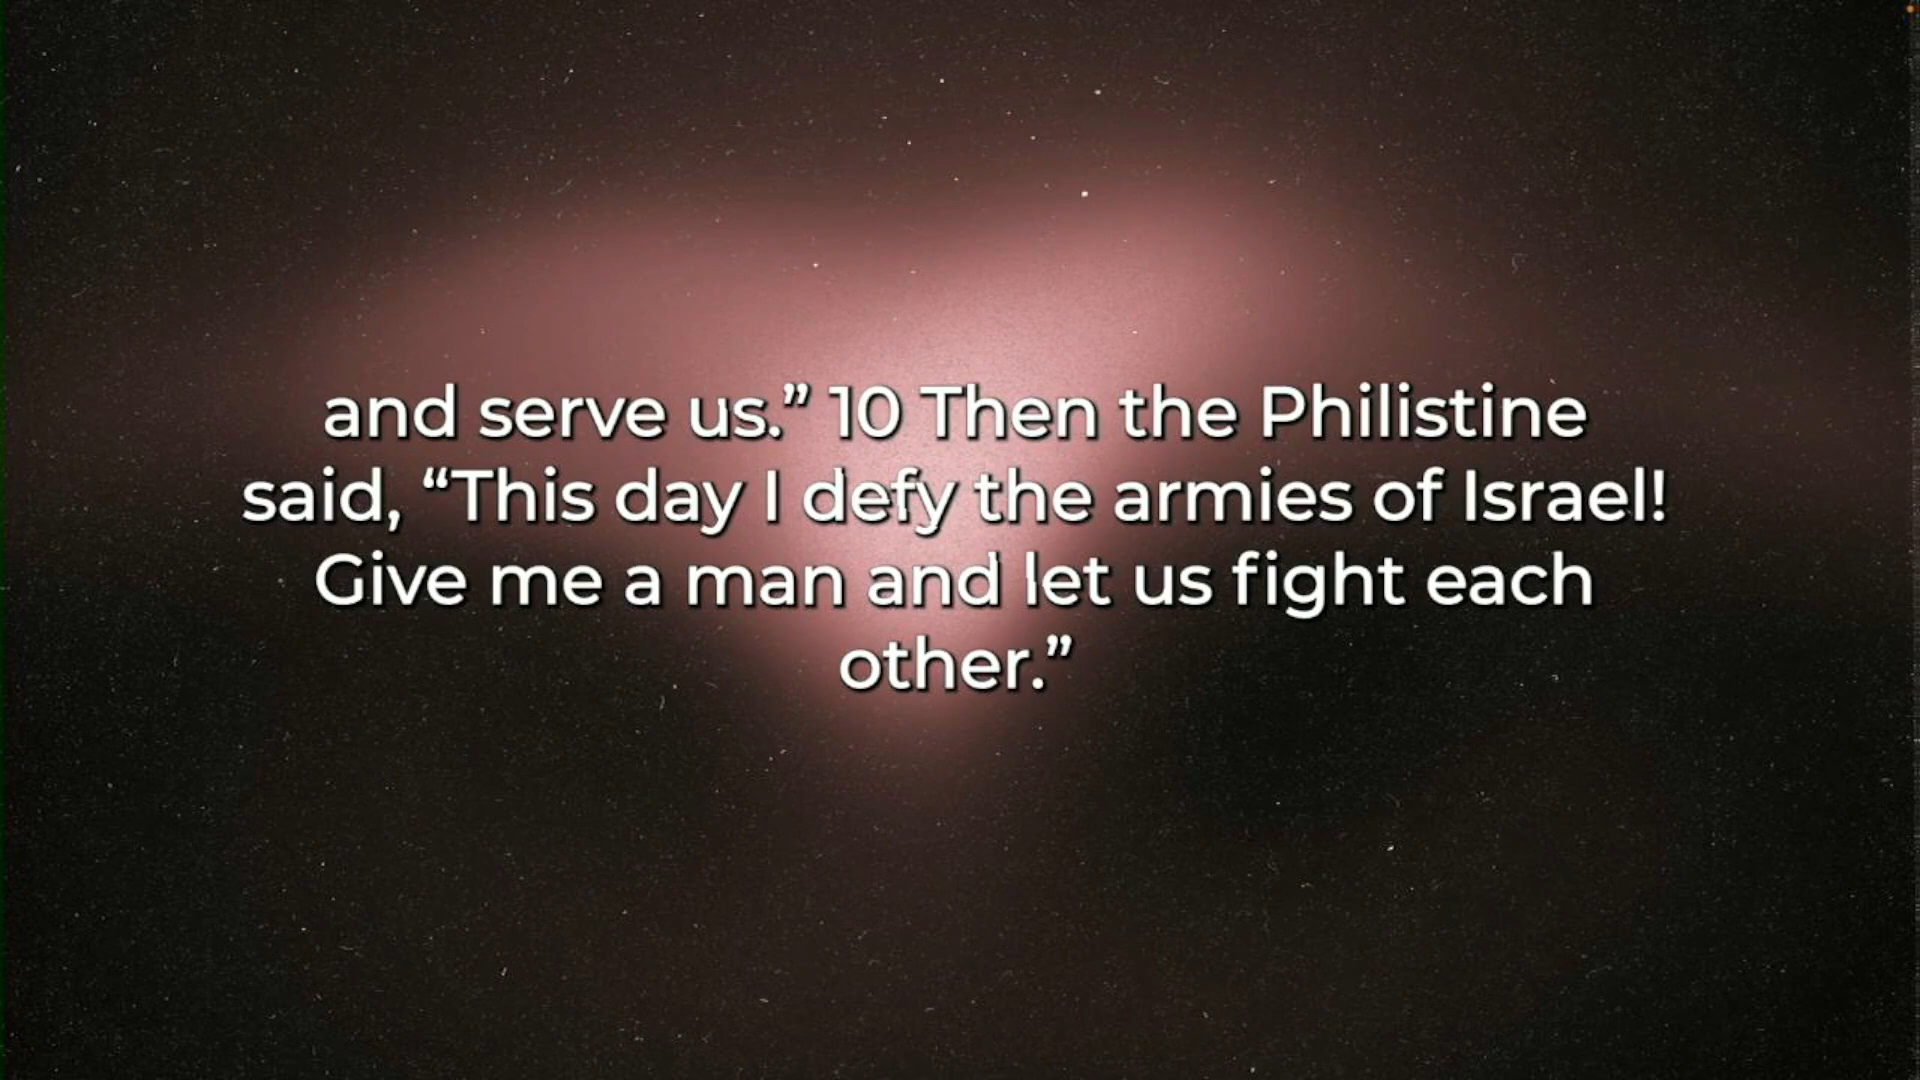 and serve us.” 10 Then the Philistine
said, “This day I defy the armies of Israel!
Give me a man and let us fight each
other.”